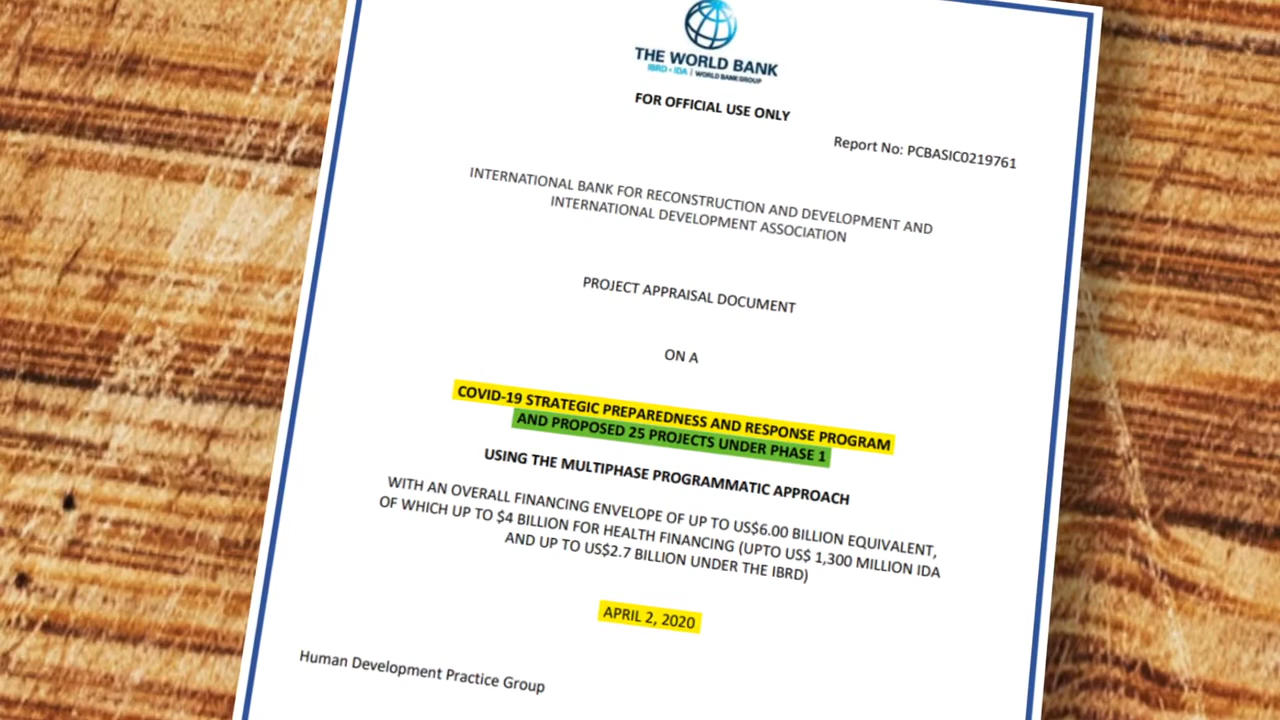 THE WORLD BANK
IBRD • IDA | WORLD BANK GROUP
FOR OFFICIAL USE ONLY
Report No: PCBASIC0219761
INTERNATIONAL BANK FOR RECONSTRUCTION AND DEVELOPMENT AND
INTERNATIONAL DEVELOPMENT ASSOCIATION
PROJECT APPRAISAL DOCUMENT
ON A
COVID-19 STRATEGIC PREPAREDNESS AND RESPONSE PROGRAM
AND PROPOSED 25 PROJECTS UNDER PHASE 1
USING THE MULTIPHASE PROGRAMMATIC APPROACH
WITH AN OVERALL FINANCING ENVELOPE OF UP TO US$6.00 BILLION EQUIVALENT,
OF WHICH UP TO $4 BILLION FOR HEALTH FINANCING (UPTO US$ 1,300 MILLION IDA
AND UP TO US$2.7 BILLION UNDER THE IBRD)
APRIL 2, 2020
Human Development Practice Group